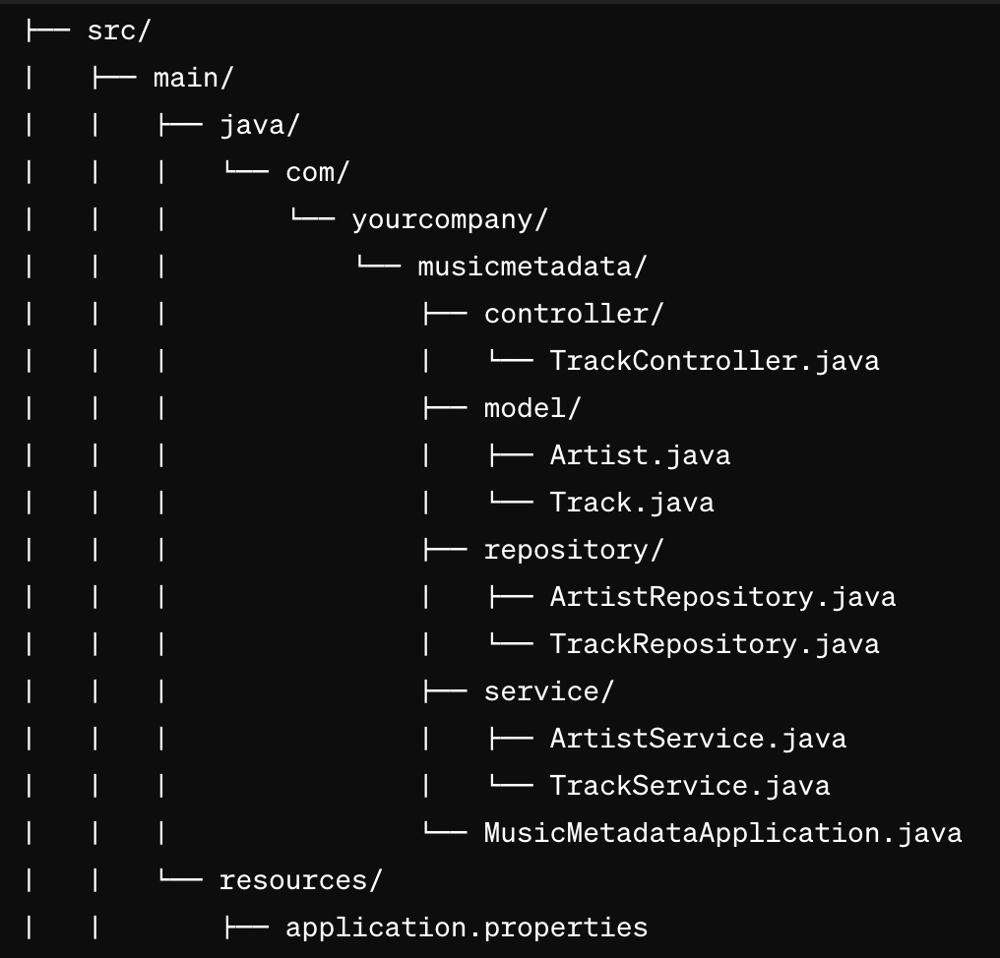 ├── src/
│   ├── main/
│   │   ├── java/
│   │   │   └── com/
│   │   │       └── yourcompany/
│   │   │           └── musicmetadata/
│   │   │               ├── controller/
│   │   │               │   └── TrackController.java
│   │   │               ├── model/
│   │   │               │   ├── Artist.java
│   │   │               │   └── Track.java
│   │   │               ├── repository/
│   │   │               │   ├── ArtistRepository.java
│   │   │               │   └── TrackRepository.java
│   │   │               ├── service/
│   │   │               │   ├── ArtistService.java
│   │   │               │   └── TrackService.java
│   │   │               └── MusicMetadataApplication.java
│   │   └── resources/
│   │       ├── application.properties